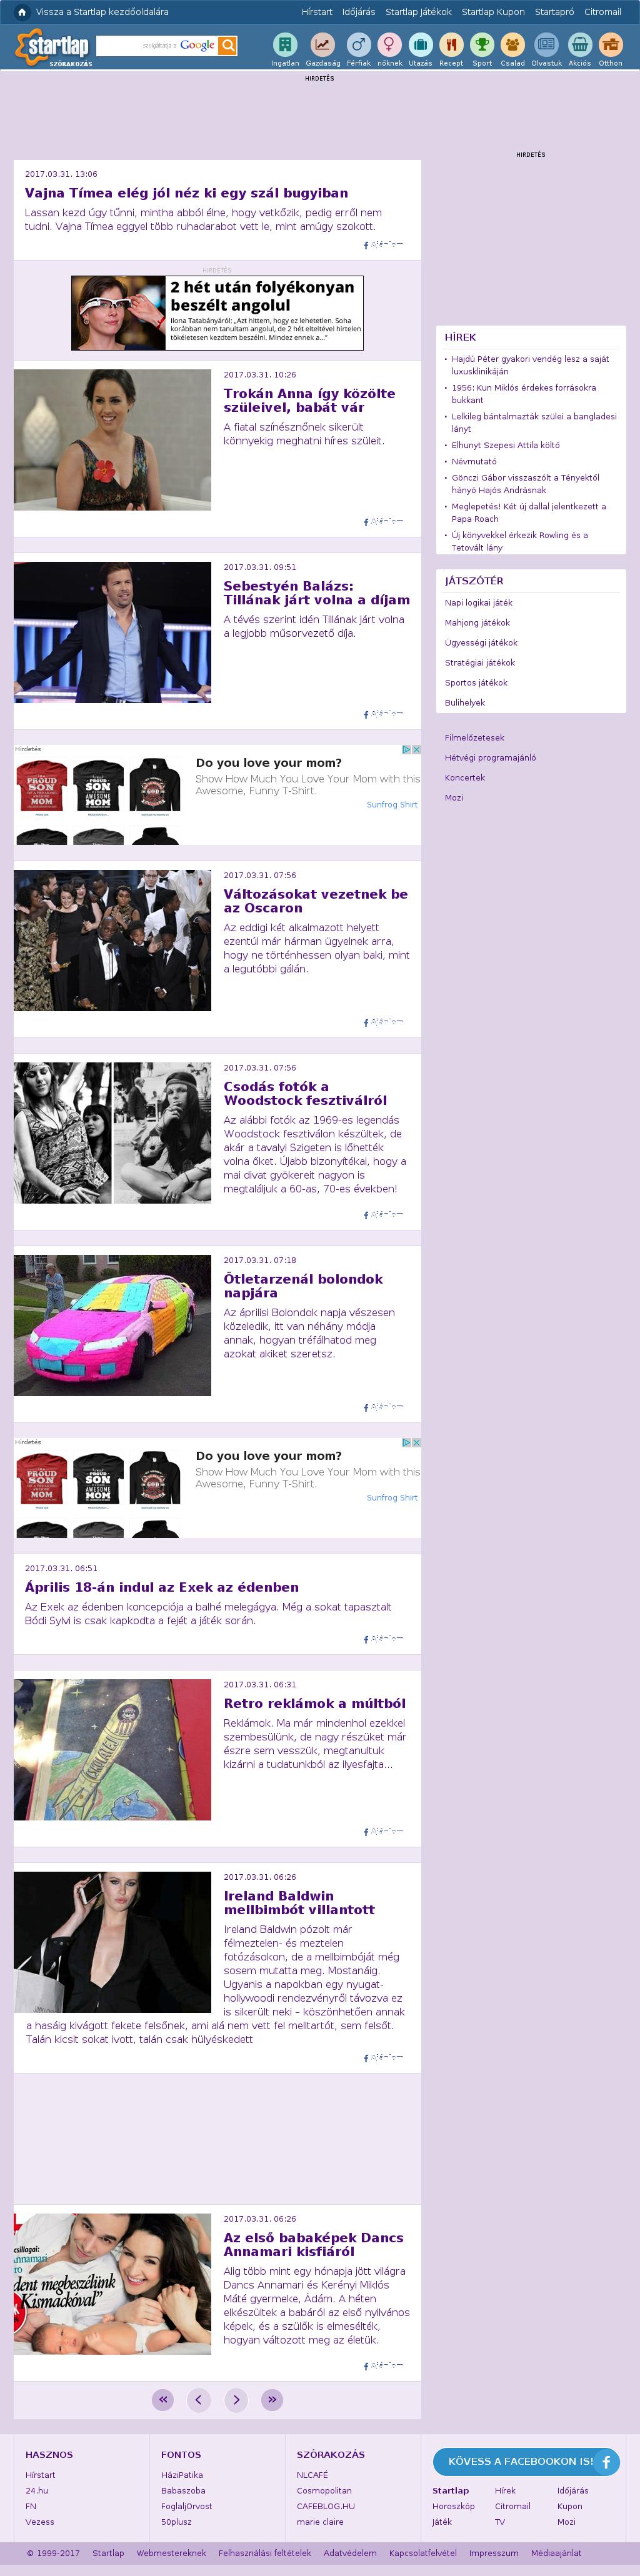 Vissza a Startlap kezdőoldalára
Hírstart Időjárás Startlap Játékok Startlap Kupon Startapró Citromail
startlap
SZÓRAKOZÁS
szolgáltatja a Google
Ingatlan Gazdaság Férfiak nőknek Utazás Recept Sport Csalad Olvastuk Akciós Otthon
HIRDETÉS
HIRDETÉS
2017.03.31. 13:06
Vajna Tímea elég jól néz ki egy szál bugyiban
Lassan kezd úgy tűnni, mintha abból élne, hogy vetkőzik, pedig erről nem
tudni. Vajna Tímea eggyel több ruhadarabot vett le, mint amúgy szokott.
HIRDETÉS
2 hét után folyékonyan
beszélt angolul
Ilona Tatabányáról: „Azt hittem, hogy ez lehetetlen. Soha
korábban nem tanultam angolul, de 2 hét elteltével hirtelen
tökéletesen kezdtem beszélni. Mindez ennek a...”
2017.03.31. 10:26
Trokán Anna így közölte
szüleivel, babát vár
A fiatal színésznőnek sikerült
könnyekig meghatni híres szüleit.
2017.03.31. 09:51
Sebestyén Balázs:
Tillának járt volna a díjam
A tévés szerint idén Tillának járt volna
a legjobb műsorvezető díja.
Hirdetés
Do you love your mom?
Show How Much You Love Your Mom with this
Awesome, Funny T-Shirt.
Sunfrog Shirt
2017.03.31. 07:56
Változásokat vezetnek be
az Oscaron
Az eddigi két alkalmazott helyett
ezentúl már hárman ügyelnek arra,
hogy ne történhessen olyan baki, mint
a legutóbbi gálán.
2017.03.31. 07:56
Csodás fotók a
Woodstock fesztiválról
Az alábbi fotók az 1969-es legendás
Woodstock fesztiválon készültek, de
akár a tavalyi Szigeten is lőhették
volna őket. Újabb bizonyítékai, hogy a
mai divat gyökereit nagyon is
megtaláljuk a 60-as, 70-es években!
2017.03.31. 07:18
Ötletarzenál bolondok
napjára
Az áprilisi Bolondok napja vészesen
közeledik, itt van néhány módja
annak, hogyan tréfálhatod meg
azokat akiket szeretsz.
Hirdetés
Do you love your mom?
Show How Much You Love Your Mom with this
Awesome, Funny T-Shirt.
Sunfrog Shirt
2017.03.31. 06:51
Április 18-án indul az Exek az édenben
Az Exek az édenben koncepciója a balhé melegágya. Még a sokat tapasztalt
Bódi Sylvi is csak kapkodta a fejét a játék során.
2017.03.31. 06:31
Retro reklámok a múltból
Reklámok. Ma már mindenhol ezekkel
szembesülünk, de nagy részüket már
észre sem vesszük, megtanultuk
kizárni a tudatunkból az ilyesfajta...
2017.03.31. 06:26
Ireland Baldwin
mellbimbót villantott
Ireland Baldwin pózolt már
félmeztelen- és meztelen
fotózásokon, de a mellbimbóját még
sosem mutatta meg. Mostanáig.
Ugyanis a napokban egy nyugat-
hollywoodi rendezvényről távozva ez
is sikerült neki – köszönhetően annak
a hasáig kivágott fekete felsőnek, ami alá nem vett fel melltartót, sem felsőt.
Talán kicsit sokat ivott, talán csak hülyéskedett
2017.03.31. 06:26
Az első babaképek Dancs
Annamari kisfiáról
Alig több mint egy hónapja jött világra
Dancs Annamari és Kerényi Miklós
Máté gyermeke, Ádám. A héten
elkészültek a babáról az első nyilvános
képek, és a szülők is elmesélték,
hogyan változott meg az életük.
HÍREK
Hajdú Péter gyakori vendég lesz a saját
luxusklinikáján
1956: Kun Miklós érdekes forrásokra
bukkant
Lelkileg bántalmazták szülei a bangladesi
lányt
Elhunyt Szepesi Attila költő
Névmutató
Gönczi Gábor visszaszólt a Tényektől
hányó Hajós Andrásnak
Meglepetés! Két új dallal jelentkezett a
Papa Roach
Új könyvekkel érkezik Rowling és a
Tetovált lány
JÁTSZÓTÉR
Napi logikai játék
Mahjong játékok
Ügyességi játékok
Stratégiai játékok
Sportos játékok
Bulihelyek
Filmelőzetesek
Hétvégi programajánló
Koncertek
Mozi
HASZNOS
Hírstart
24.hu
FN
Vezess
FONTOS
HáziPatika
Babaszoba
FoglaljOrvost
50plusz
SZÓRAKOZÁS
NLCAFÉ
Cosmopolitan
CAFEBLOG.HU
marie claire
KÖVESS A FACEBOOKON IS!
Startlap Hírek Időjárás
Horoszkóp Citromail Kupon
Játék TV Mozi
© 1999-2017 Startlap Webmestereknek Felhasználási feltételek Adatvédelem Kapcsolatfelvétel Impresszum Médiaajánlat